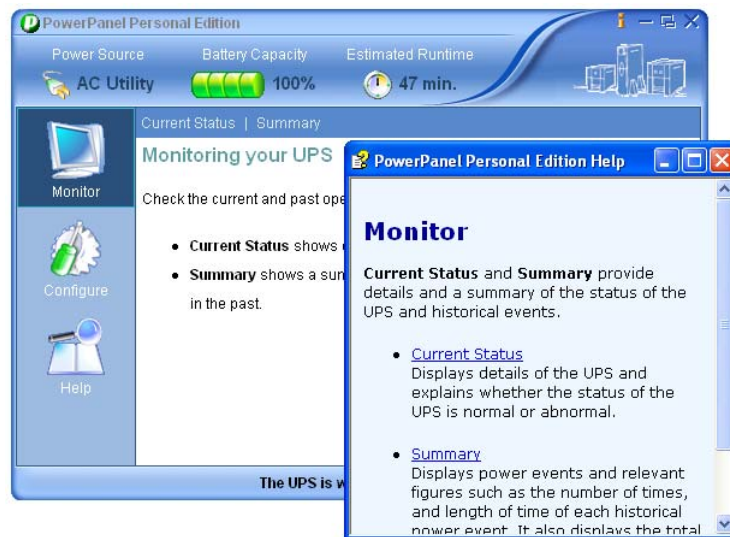 PowerPanel Personal Edition
Power Source
Battery Capacity
Estimated Runtime
AC Utility
100%
47 min.
Current Status | Summary
Monitor
Configure
Help
Monitoring your UPS
Check the current and past ope
• Current Status shows
• Summary shows a sun
in the past.
The UPS is w
PowerPanel Personal Edition Help
Monitor
Current Status and Summary provide
details and a summary of the status of the
UPS and historical events.
• Current Status
Displays details of the UPS and
explains whether the status of the
UPS is normal or abnormal.
• Summary
Displays power events and relevant
figures such as the number of times,
and length of time of each historical
power event. It also displays the total